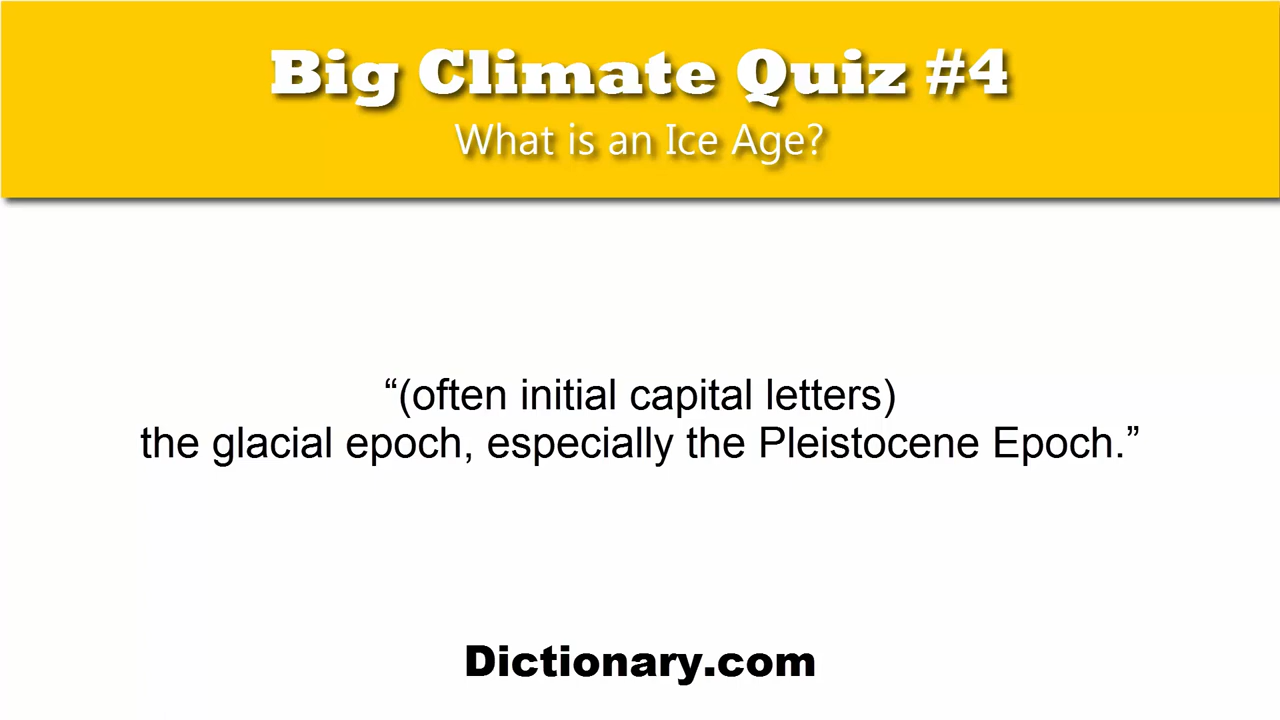 Big Climate Quiz #4
What is an Ice Age?
“(often initial capital letters)
the glacial epoch, especially the Pleistocene Epoch.”
Dictionary.com